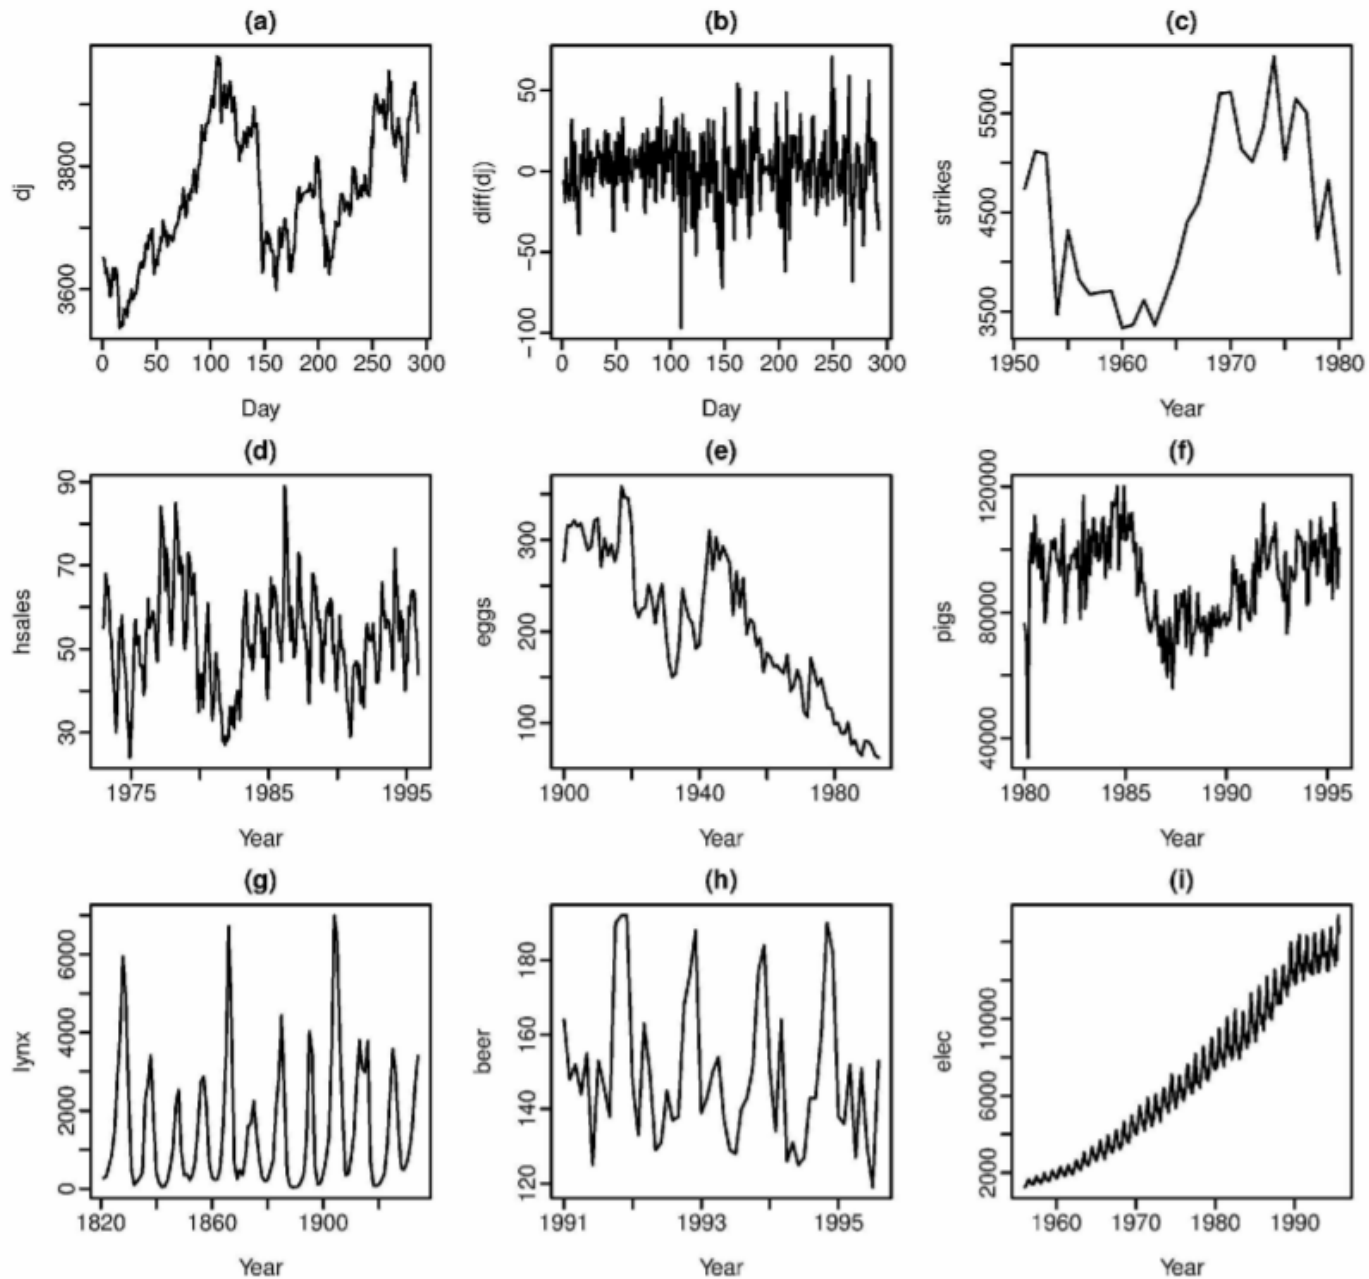 (a)
dj
3600 3800
0 50 100 150 200 250 300
Day
(b)
diff(dj)
−100 −50 0 50
0 50 100 150 200 250 300
Day
(c)
strikes
3500 4500 5500
1950 1960 1970 1980
Year
(d)
hsales
30 50 70 90
1975 1985 1995
Year
(e)
eggs
100 200 300
1900 1940 1980
Year
(f)
pigs
40000 80000 120000
1980 1985 1990 1995
Year
(g)
lynx
0 2000 4000 6000
1820 1860 1900
Year
(h)
beer
120 140 160 180
1991 1993 1995
Year
(i)
elec
2000 6000 10000
1960 1970 1980 1990
Year